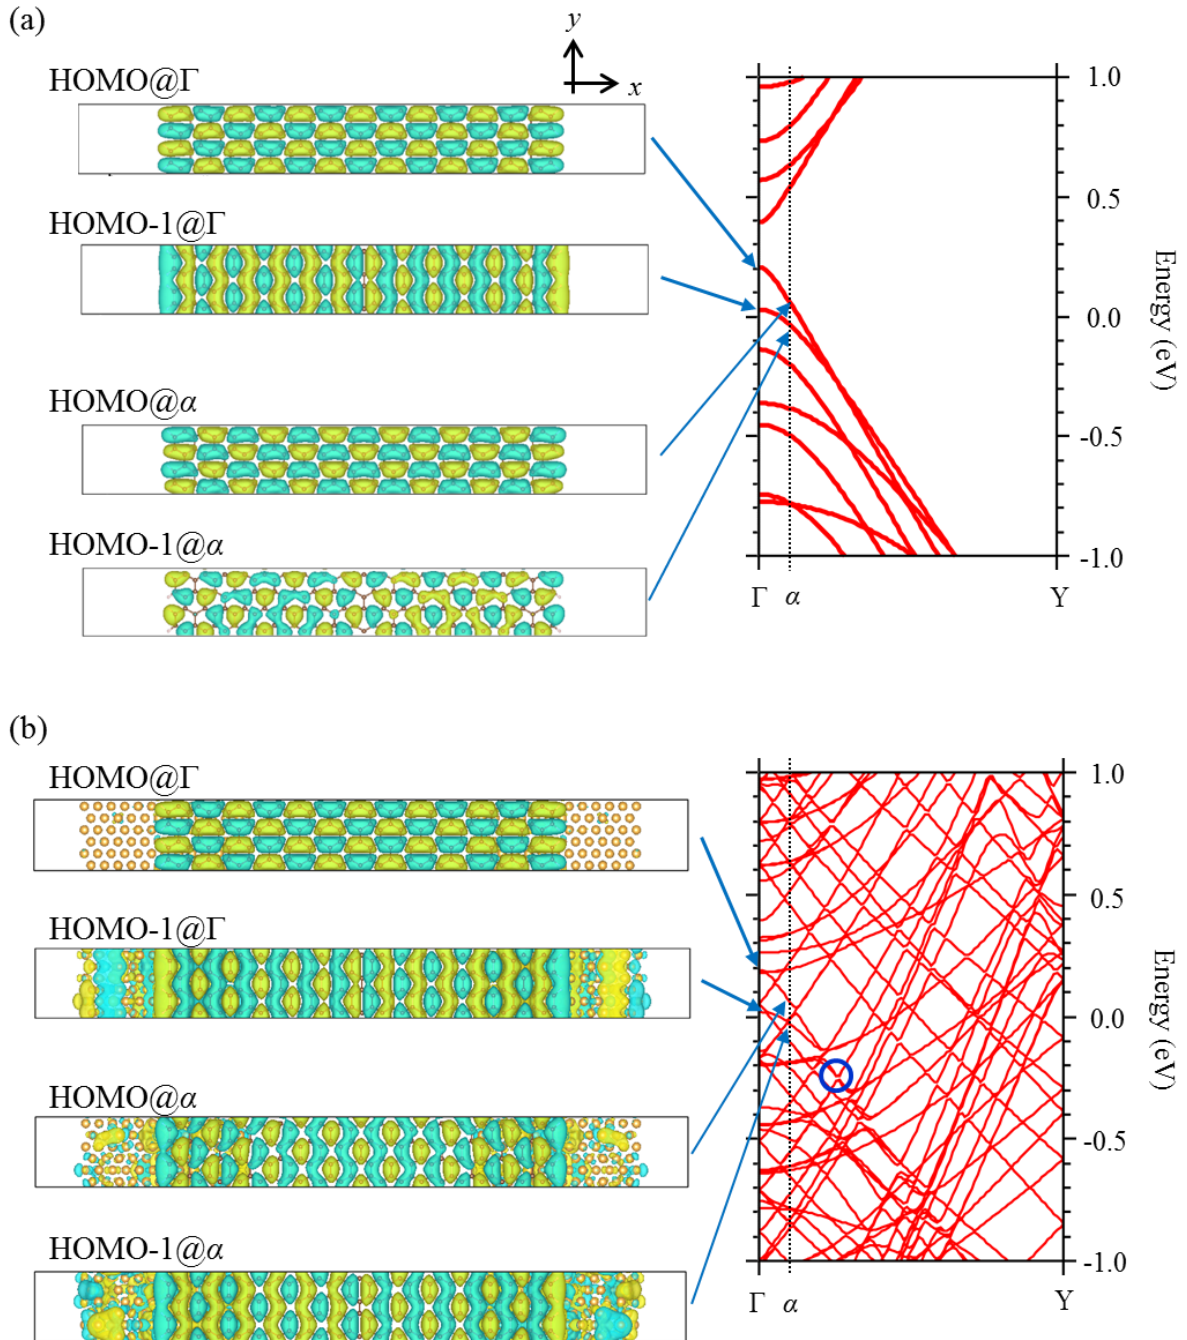 (a)
y
x
HOMO@Γ
HOMO-1@Γ
HOMO@α
HOMO-1@α
1.0
0.5
0.0
-0.5
-1.0
Energy (eV)
Γ α Y
(b)
HOMO@Γ
HOMO-1@Γ
HOMO@α
HOMO-1@α
1.0
0.5
0.0
-0.5
-1.0
Energy (eV)
Γ α Y